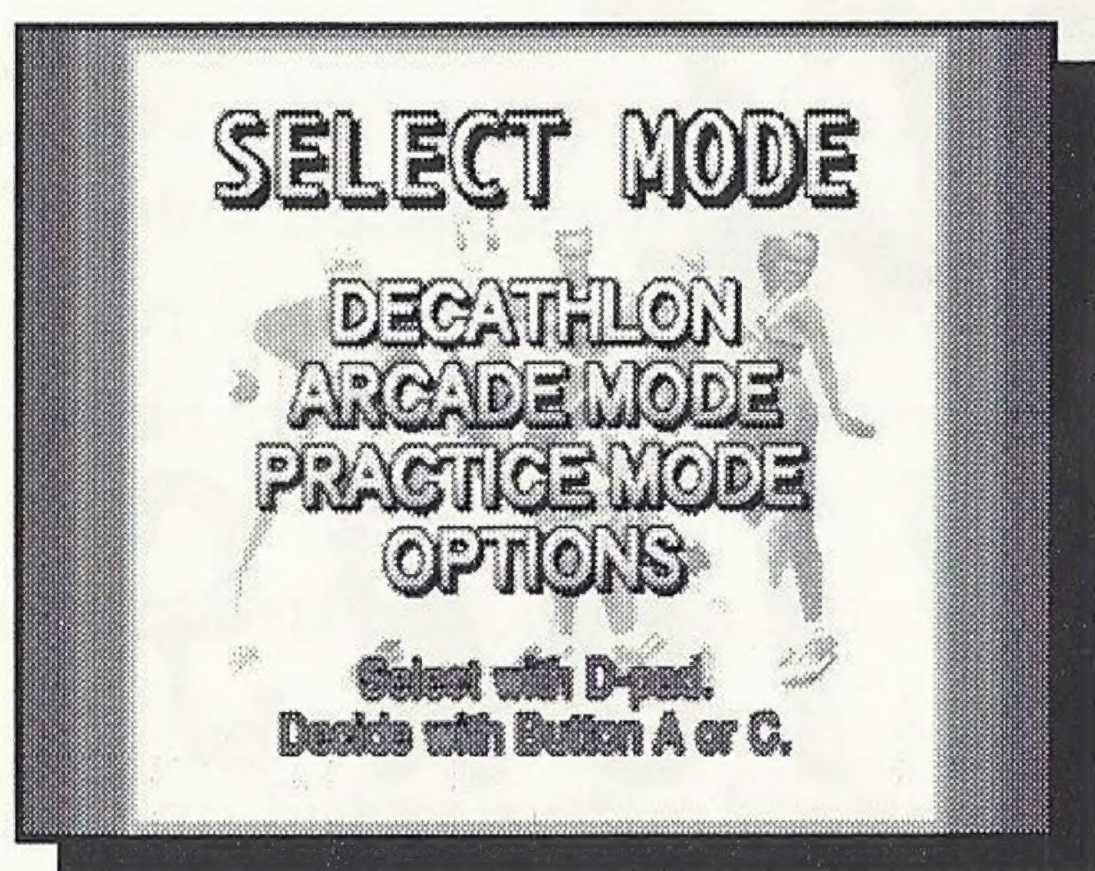 SELECT MODE
DECATHLON
ARCADE MODE
PRACTICE MODE
OPTIONS
Select with D-pad.
Decide with Button A or C.